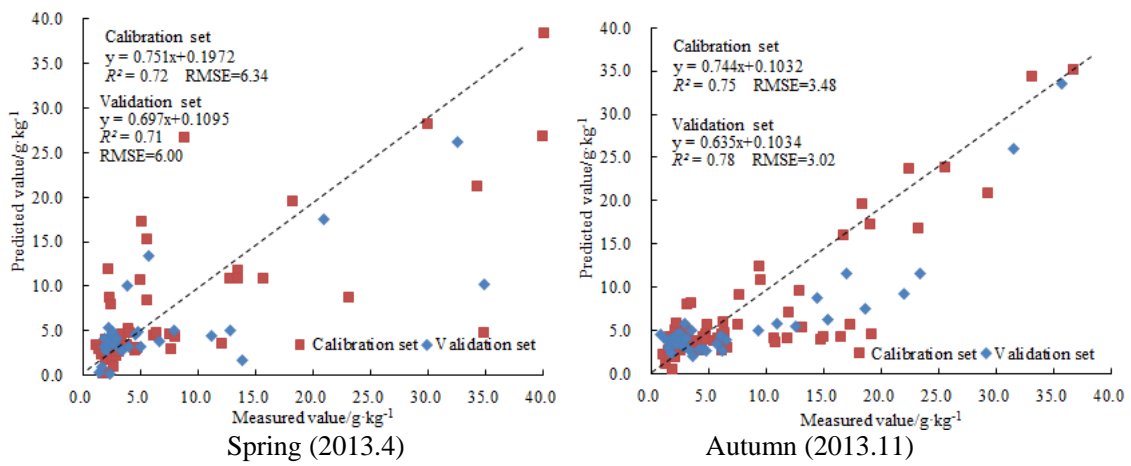 40.0
35.0
30.0
25.0
20.0
15.0
10.0
5.0
0.0
Predicted value/g·kg-1
Calibration set
y = 0.751x+0.1972
R² = 0.72 RMSE=6.34
Validation set
y = 0.697x+0.1095
R² = 0.71
RMSE=6.00
Calibration set Validation set
0.0 5.0 10.0 15.0 20.0 25.0 30.0 35.0 40.0
Measured value/g·kg-1
Spring (2013.4)
40.0
35.0
30.0
25.0
20.0
15.0
10.0
5.0
0.0
Predicted value/g·kg-1
Calibration set
y = 0.744x+0.1032
R² = 0.75 RMSE=3.48
Validation set
y = 0.635x+0.1034
R² = 0.78 RMSE=3.02
Calibration set Validation set
0.0 5.0 10.0 15.0 20.0 25.0 30.0 35.0 40.0
Measured value/g·kg-1
Autumn (2013.11)